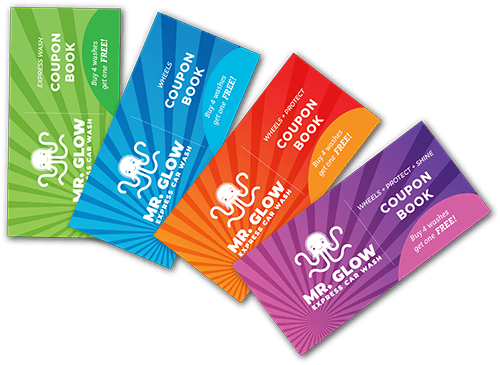 EXPRESS WASH
COUPON
BOOK
Buy 4 washes
get one FREE!
MR. GLOW
EXPRESS CAR WASH
WHEELS
COUPON
BOOK
Buy 4 washes
get one FREE!
MR. GLOW
EXPRESS CAR WASH
WHEELS + PROTECT
COUPON
BOOK
Buy 4 washes
get one FREE!
MR. GLOW
EXPRESS CAR WASH
WHEELS + PROTECT + SHINE
COUPON
BOOK
Buy 4 washes
get one FREE!
MR. GLOW
EXPRESS CAR WASH